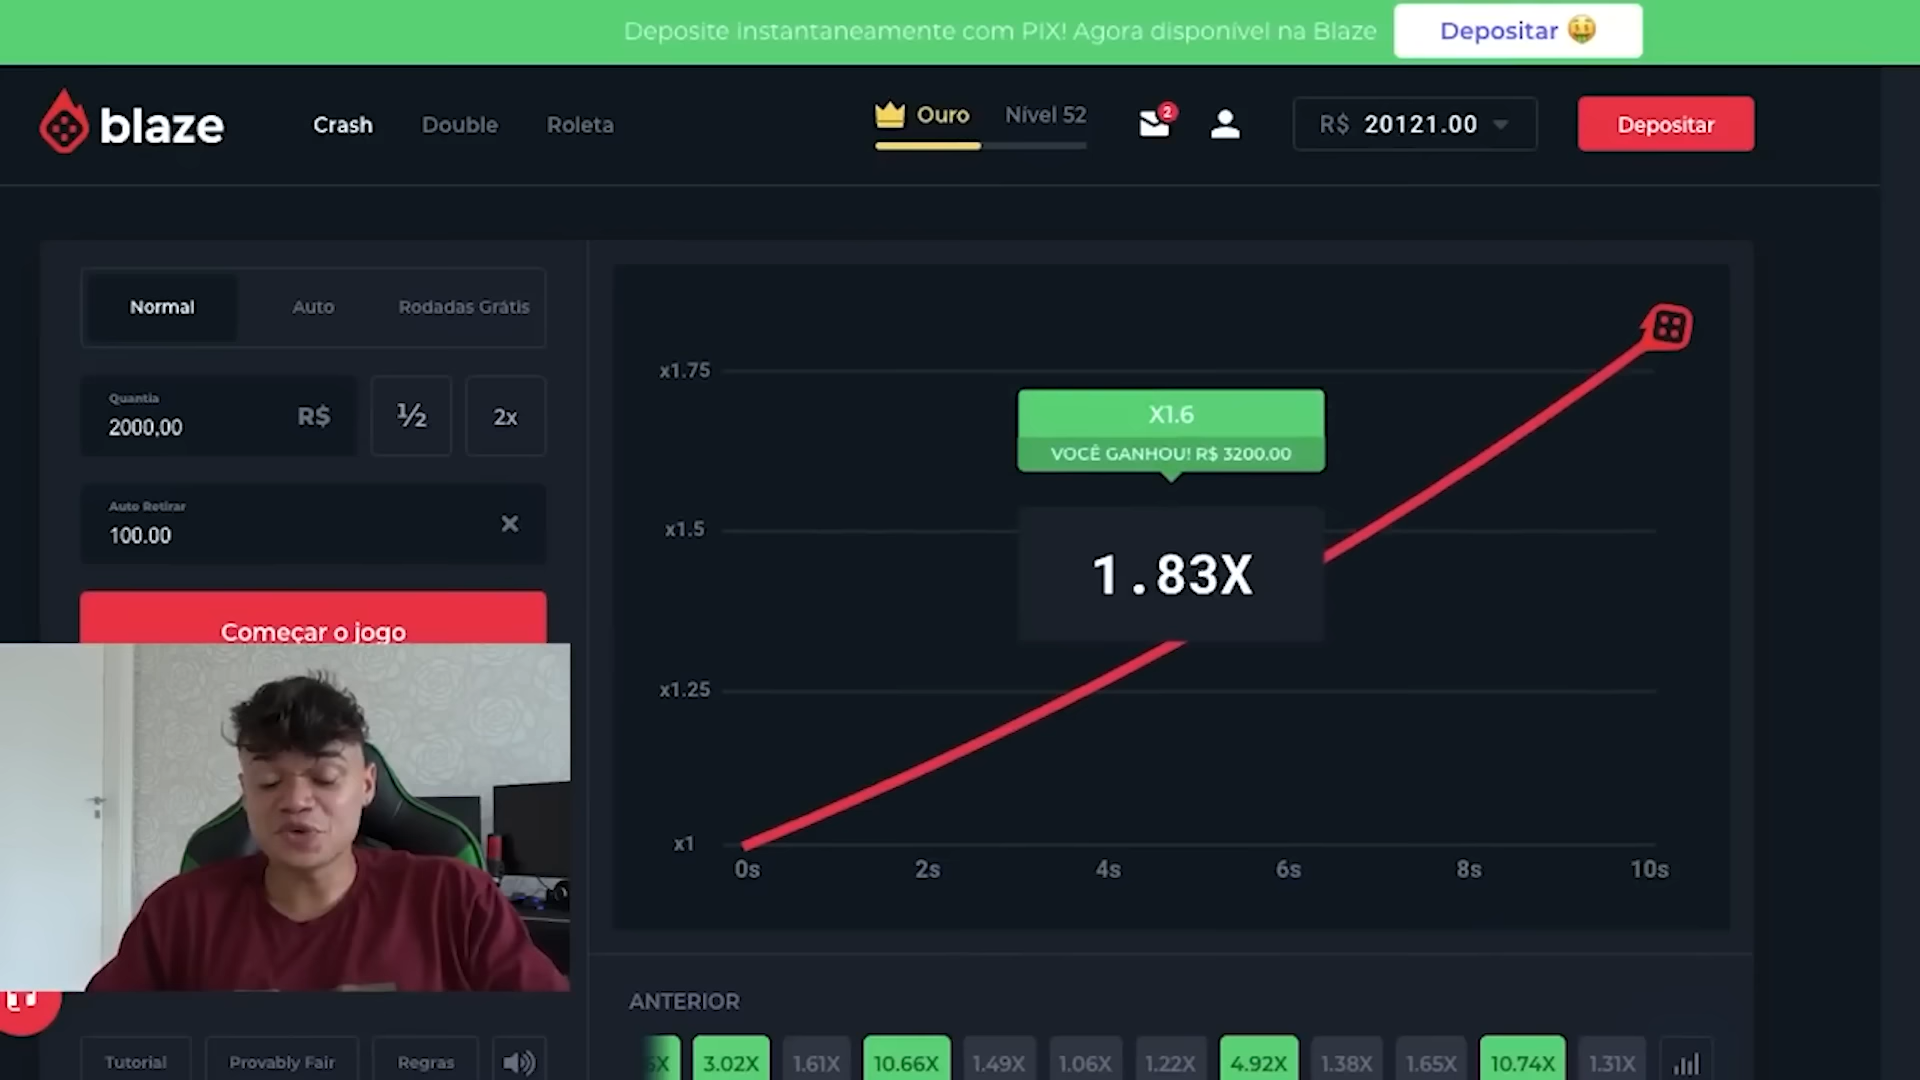 Deposite instantaneamente com PIX! Agora disponível na Blaze
Depositar
blaze
Crash
Double
Roleta
Ouro
Nível 52
2
R$ 20121.00
Depositar
Normal
Auto
Rodadas Grátis
Quantia
2000,00
R$
½
2x
Auto Retirar
100.00
Começar o jogo
x1.75
x1.5
x1.25
x1
X1.6
VOCÊ GANHOU! R$ 3200.00
1.83X
0s 2s 4s 6s 8s 10s
ANTERIOR
3.02X 1.61X 10.66X 1.49X 1.06X 1.22X 4.92X 1.38X 1.65X 10.74X 1.31X
Tutorial
Provably Fair
Regras